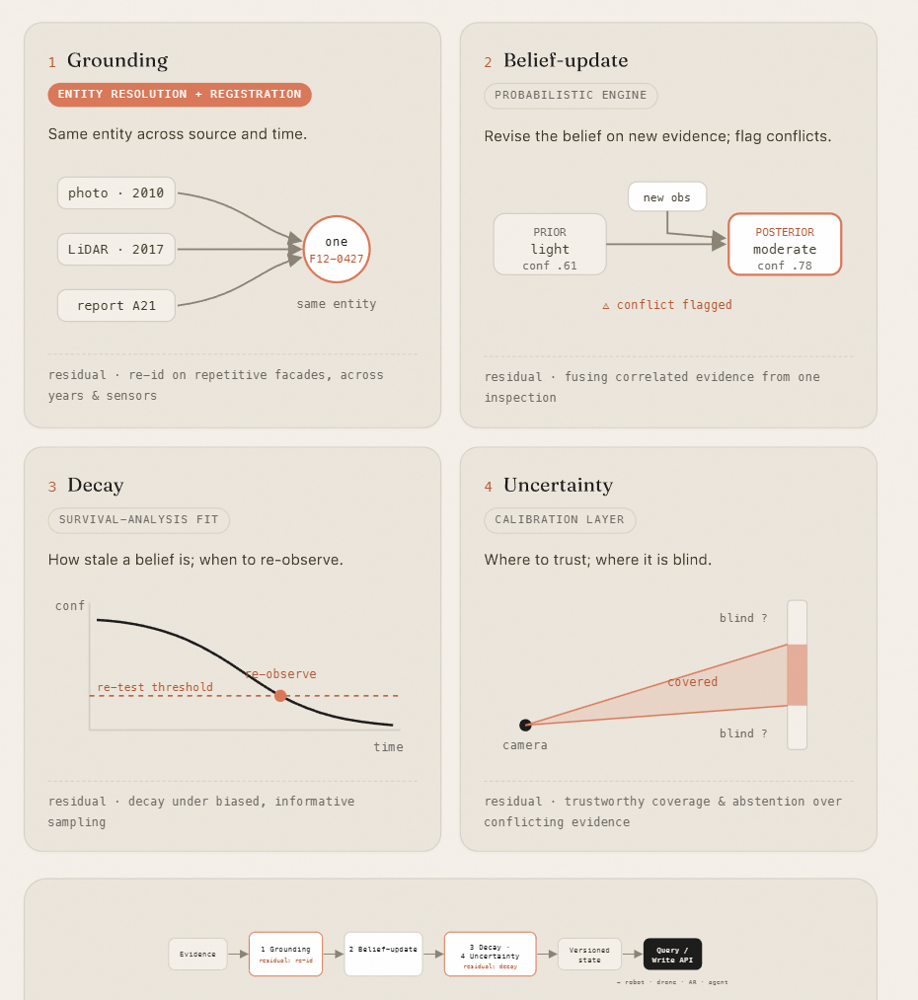 1 Grounding
ENTITY RESOLUTION + REGISTRATION
Same entity across source and time.
photo · 2010
LiDAR · 2017
report A21
one
F12–0427
same entity
residual · re–id on repetitive facades, across
years & sensors
2 Belief-update
PROBABILISTIC ENGINE
Revise the belief on new evidence; flag conflicts.
new obs
PRIOR
light
conf .61
POSTERIOR
moderate
conf .78
⚠ conflict flagged
residual · fusing correlated evidence from one
inspection
3 Decay
SURVIVAL–ANALYSIS FIT
How stale a belief is; when to re-observe.
conf
re–observe
re–test threshold
time
residual · decay under biased, informative
sampling
4 Uncertainty
CALIBRATION LAYER
Where to trust; where it is blind.
blind ?
covered
blind ?
camera
residual · trustworthy coverage & abstention over
conflicting evidence
Evidence
1 Grounding
residual: re–id
2 Belief–update
3 Decay ·
4 Uncertainty
residual: decay
Versioned
state
Query /
Write API
→ robot · drone · AR · agent